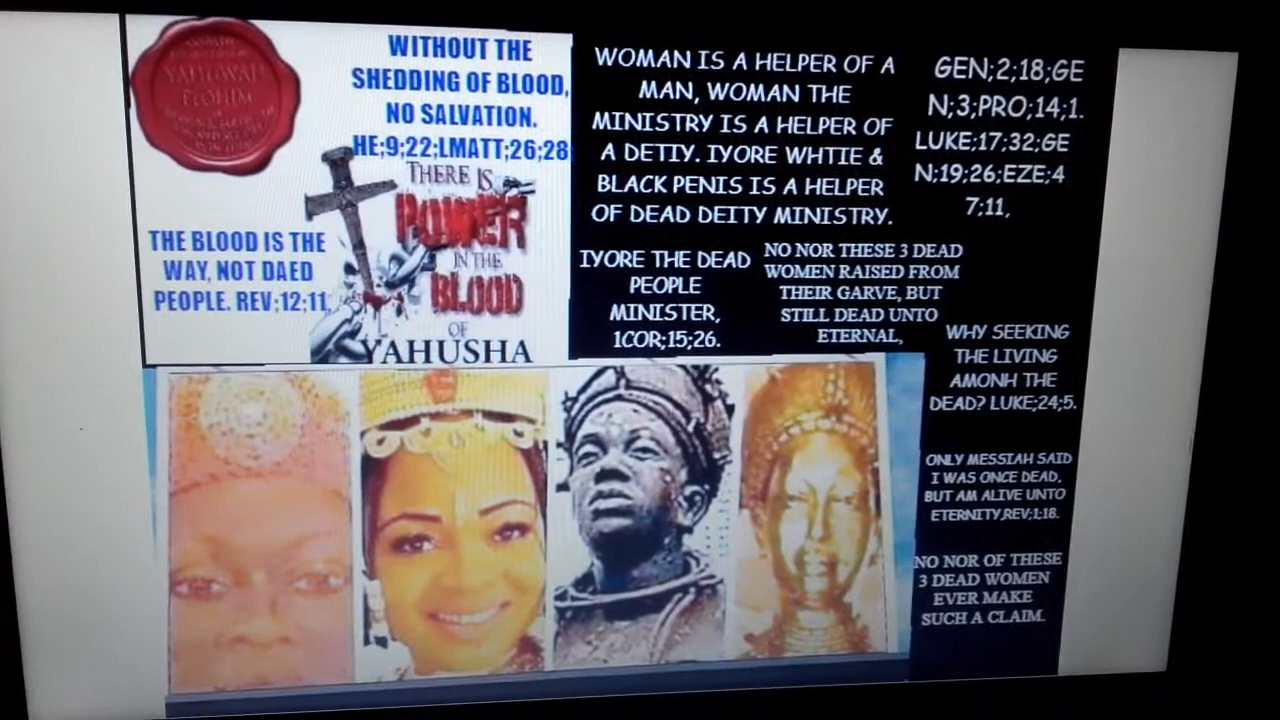 YAHUWAH
ELOHIM
WITHOUT THE
SHEDDING OF BLOOD,
NO SALVATION.
HE;9;22;LMATT;26;28
THERE IS
POWER
IN THE
BLOOD
OF
YAHUSHA
THE BLOOD IS THE
WAY, NOT DAED
PEOPLE. REV;12;11,
WOMAN IS A HELPER OF A
MAN, WOMAN THE
MINISTRY IS A HELPER OF
A DETIY. IYORE WHTIE &
BLACK PENIS IS A HELPER
OF DEAD DEITY MINISTRY.
GEN;2;18;GE
N;3;PRO;14;1.
LUKE;17;32;GE
N;19;26;EZE;4
7;11,
IYORE THE DEAD
PEOPLE
MINISTER,
1COR;15;26.
NO NOR THESE 3 DEAD
WOMEN RAISED FROM
THEIR GARVE, BUT
STILL DEAD UNTO
ETERNAL,
WHY SEEKING
THE LIVING
AMONH THE
DEAD? LUKE;24;5.
ONLY MESSIAH SAID
I WAS ONCE DEAD,
BUT AM ALIVE UNTO
ETERNITY,REV;1;18.
NO NOR OF THESE
3 DEAD WOMEN
EVER MAKE
SUCH A CLAIM.